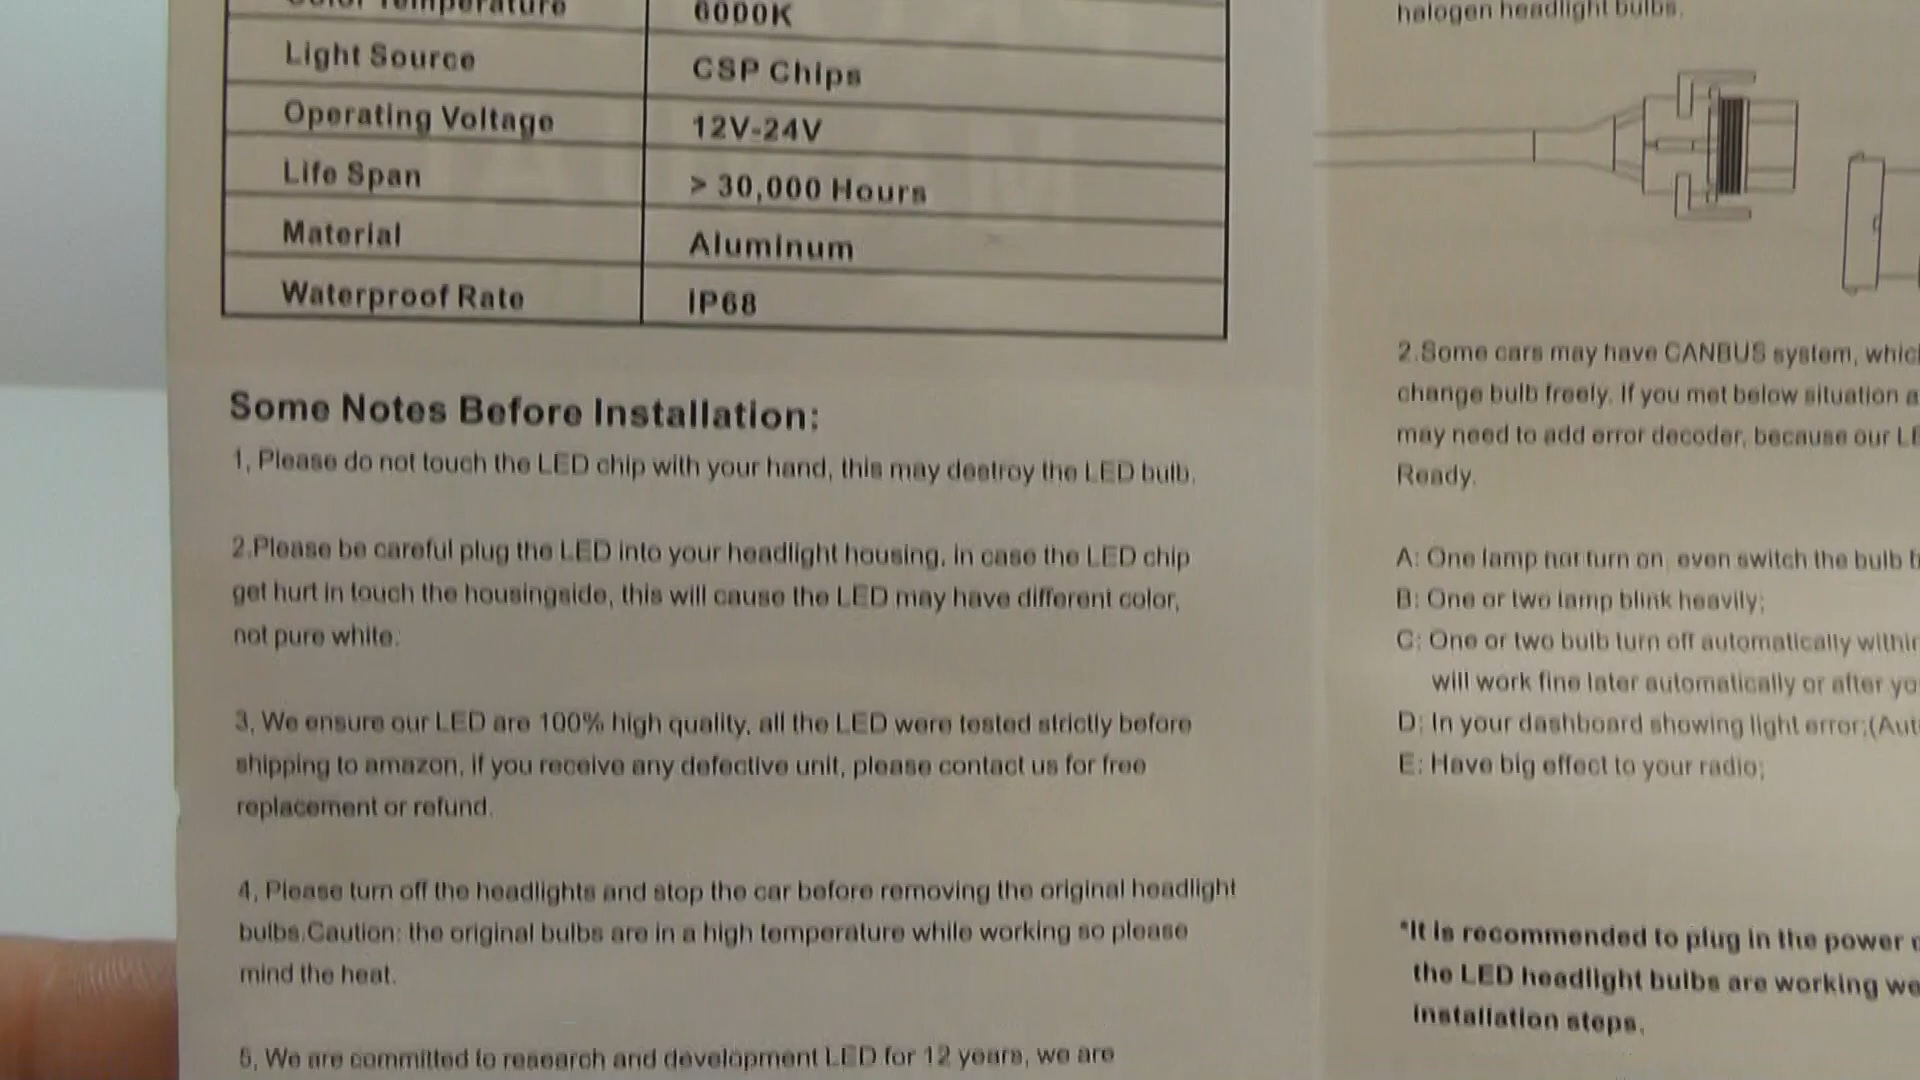 Color Temperature 6000K
Light Source CSP Chips
Operating Voltage 12V-24V
Life Span > 30,000 Hours
Material Aluminum
Waterproof Rate IP68
Some Notes Before Installation:
1, Please do not touch the LED chip with your hand, this may destroy the LED bulb.
2.Please be careful plug the LED into your headlight housing, in case the LED chip
get hurt in touch the housingside, this will cause the LED may have different color,
not pure white.
3, We ensure our LED are 100% high quality, all the LED were tested strictly before
shipping to amazon, if you receive any defective unit, please contact us for free
replacement or refund.
4, Please turn off the headlights and stop the car before removing the original headlight
bulbs.Caution: the original bulbs are in a high temperature while working so please
mind the heat.
5, We are committed to research and development LED for 12 years, we are
halogen headlight bulbs.
2.Some cars may have CANBUS system,
change bulb freely. If you met below situation
may need to add error decoder, because our
Ready.
A: One lamp not turn on, even switch the bulb
B: One or two lamp blink heavily;
C: One or two bulb turn off automatically
will work fine later automatically or after
D: In your dashboard showing light error;
E: Have big effect to your radio;
*It is recommended to plug in the power
the LED headlight bulbs are working
installation steps.